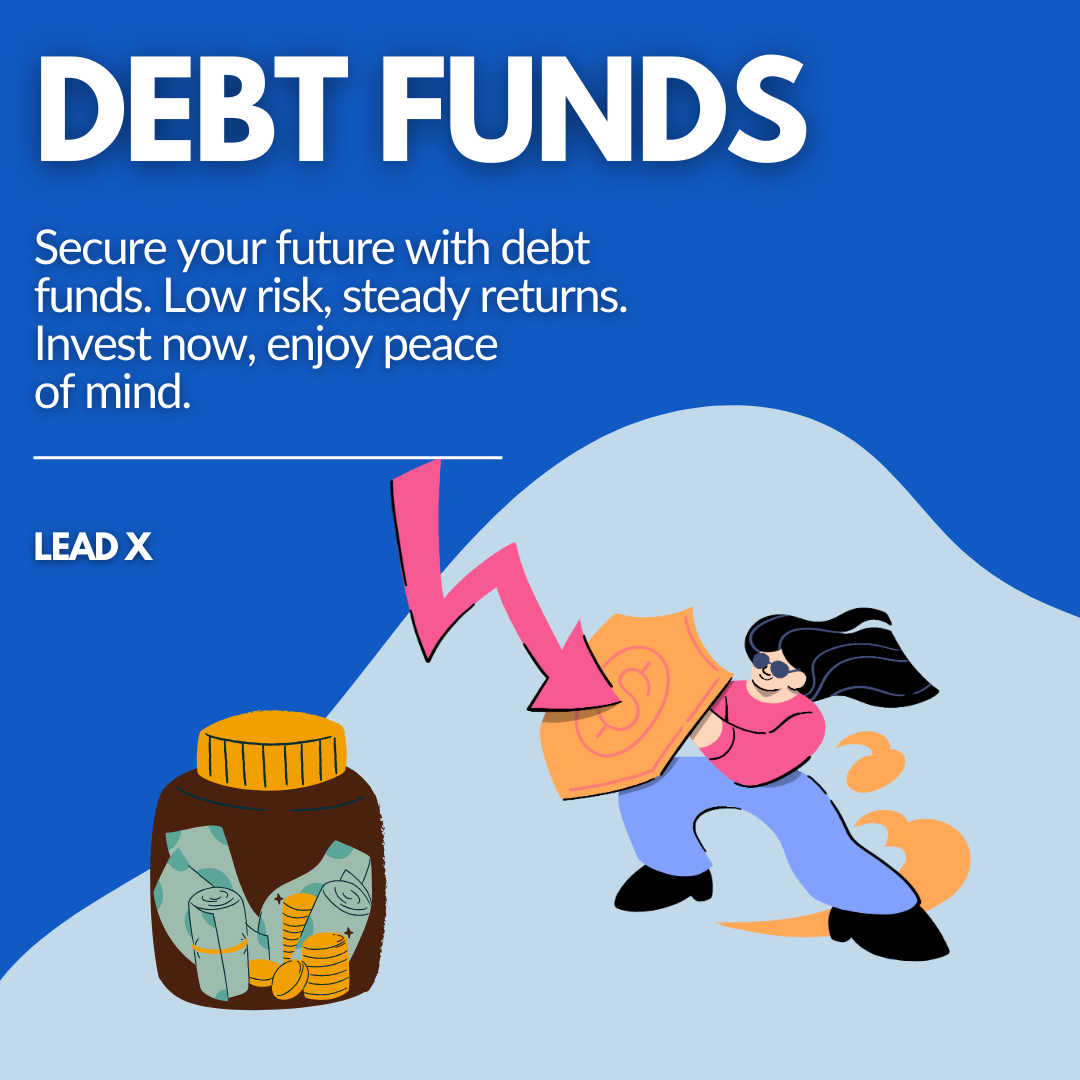 DEBT FUNDS
Secure your future with debt
funds. Low risk, steady returns.
Invest now, enjoy peace
of mind.
LEAD X